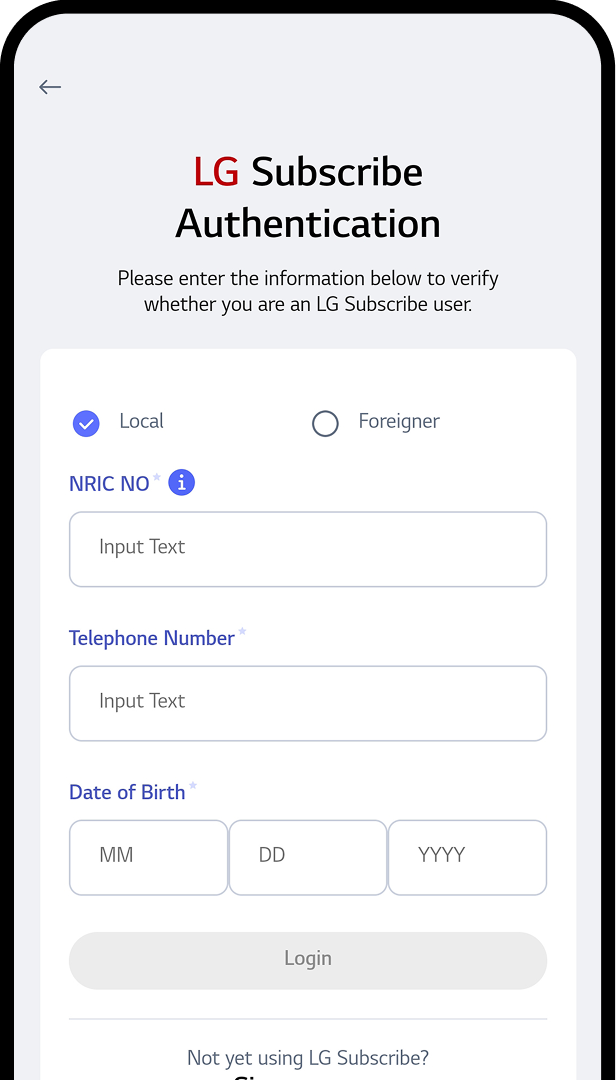 LG Subscribe
Authentication
Please enter the information below to verify
whether you are an LG Subscribe user.
Local Foreigner
NRIC NO * i
Input Text
Telephone Number *
Input Text
Date of Birth *
MM DD YYYY
Login
Not yet using LG Subscribe?